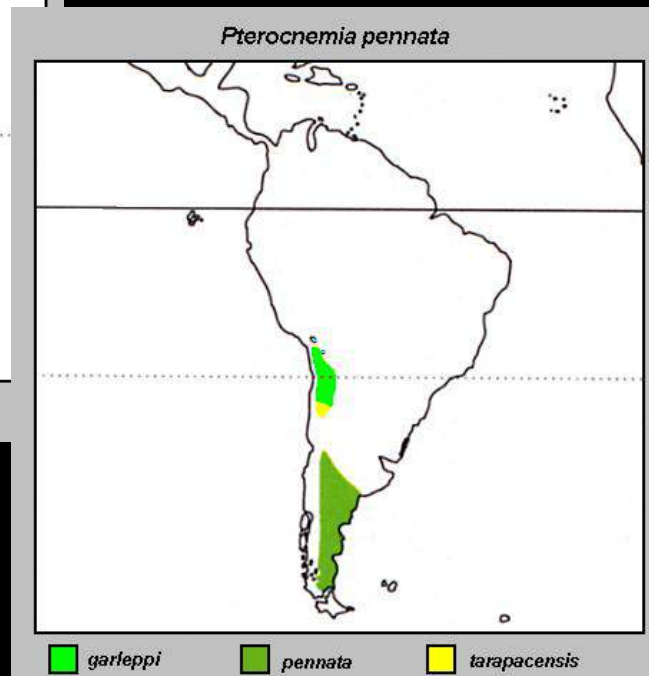 Pterocnemia pennata
garleppi
pennata
tarapacensis